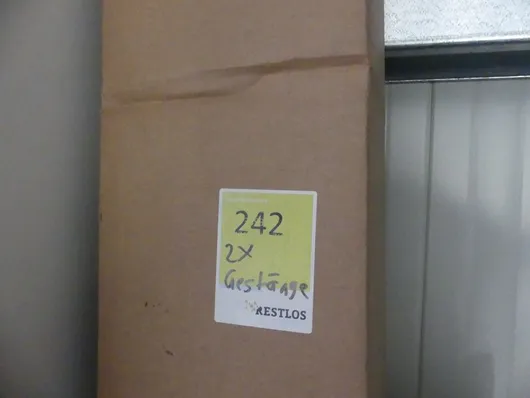 242
2x
Gestänge
RESTLOS